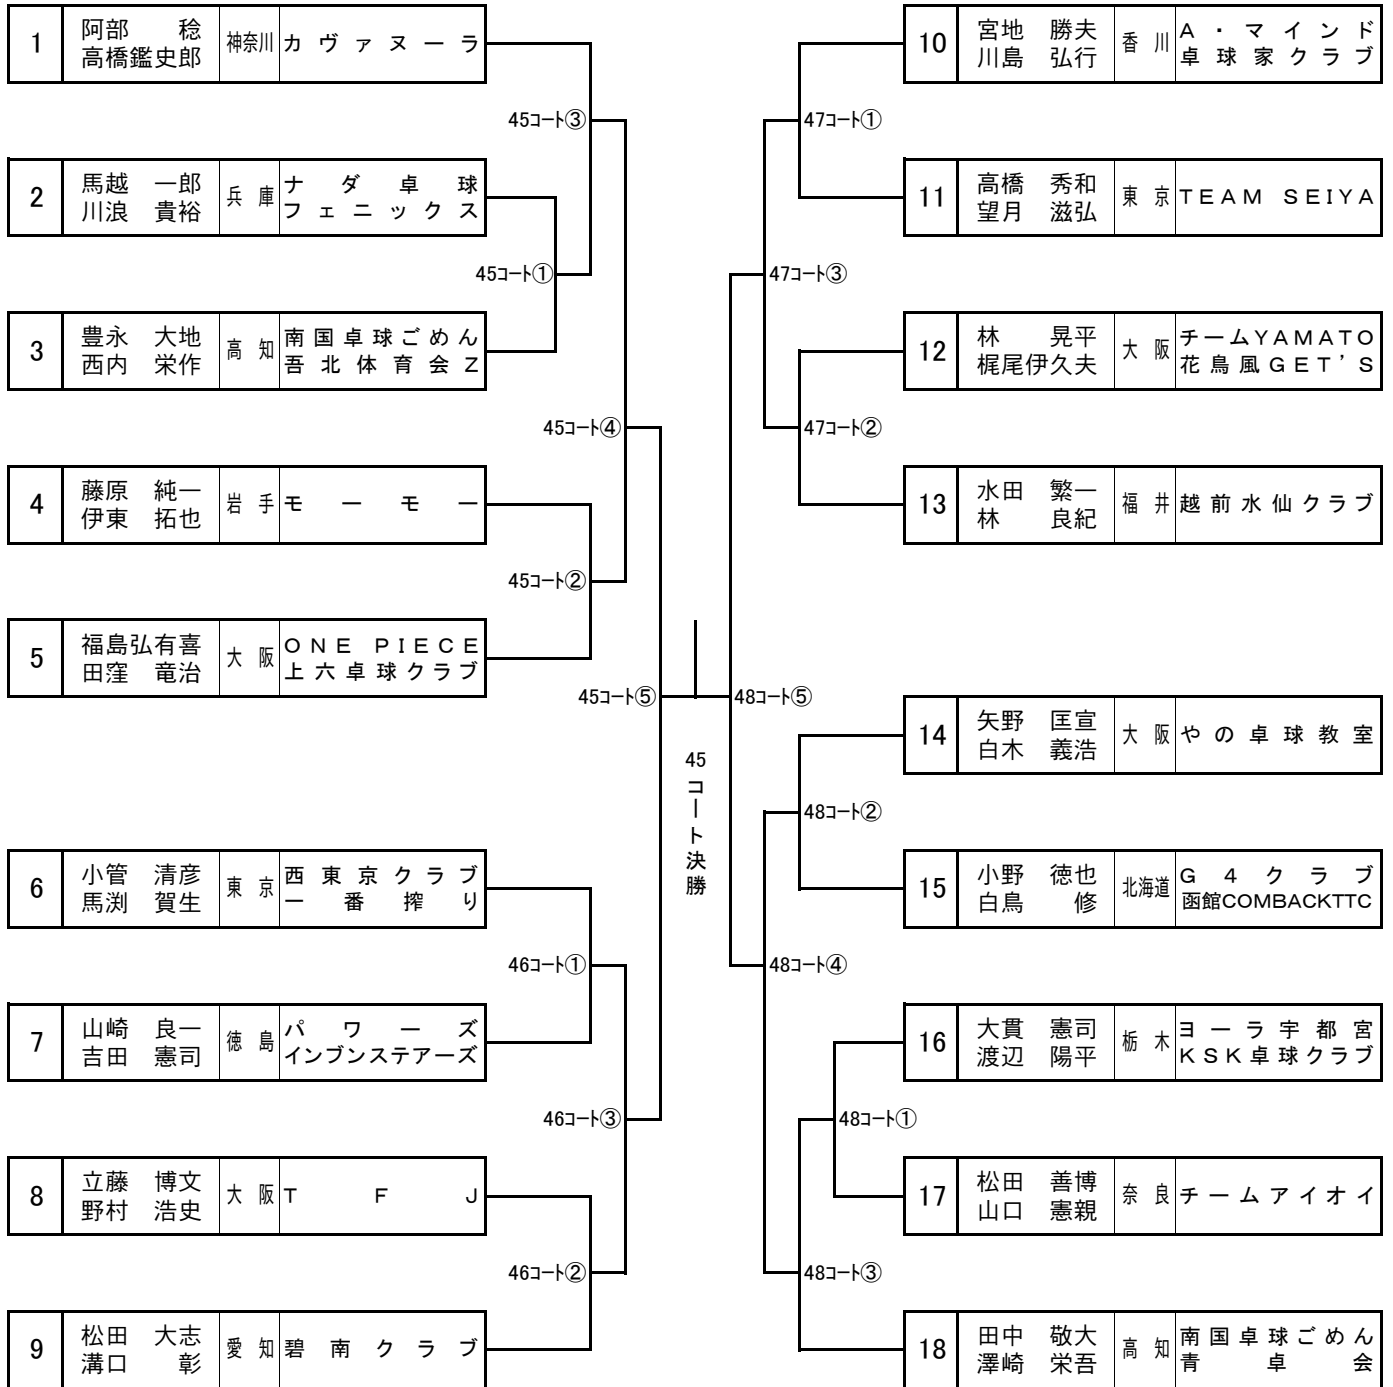 1
阿部　　稔
高橋鑑史郎
神奈川
カヴァヌーラ
2
馬越　一郎
川浪　貴裕
兵庫
ナダ卓球
フェニックス
3
豊永　大地
西内　栄作
高知
南国卓球ごめん
吾北体育会Z
4
藤原　純一
伊東　拓也
岩手
モーモー
5
福島弘有喜
田窪　竜治
大阪
ONE PIECE
上六卓球クラブ
6
小管　清彦
馬渕　賀生
東京
西東京クラブ
一番搾り
7
山崎　良一
吉田　憲司
徳島
パワーズ
インブンステアーズ
8
立藤　博文
野村　浩史
大阪
TFJ
9
松田　大志
溝口　　彰
愛知
碧南クラブ
45コート③
45コート①
45コート④
45コート②
45コート⑤
46コート①
46コート③
46コート②
45コート決勝
47コート①
47コート③
47コート②
48コート⑤
48コート②
48コート④
48コート①
48コート③
10
宮地　勝夫
川島　弘行
香川
A・マインド
卓球家クラブ
11
高橋　秀和
望月　滋弘
東京
TEAM SEIYA
12
林　　晃平
梶尾伊久夫
大阪
チームYAMATO
花鳥風GET'S
13
水田　繁一
林　　良紀
福井
越前水仙クラブ
14
矢野　匡宣
白木　義浩
大阪
やの卓球教室
15
小野　徳也
白鳥　　修
北海道
G4クラブ
函館COMBACKTTC
16
大貫　憲司
渡辺　陽平
栃木
ヨーラ宇都宮
KSK卓球クラブ
17
松田　善博
山口　憲親
奈良
チームアイオイ
18
田中　敬大
澤崎　栄吾
高知
南国卓球ごめん
青卓会